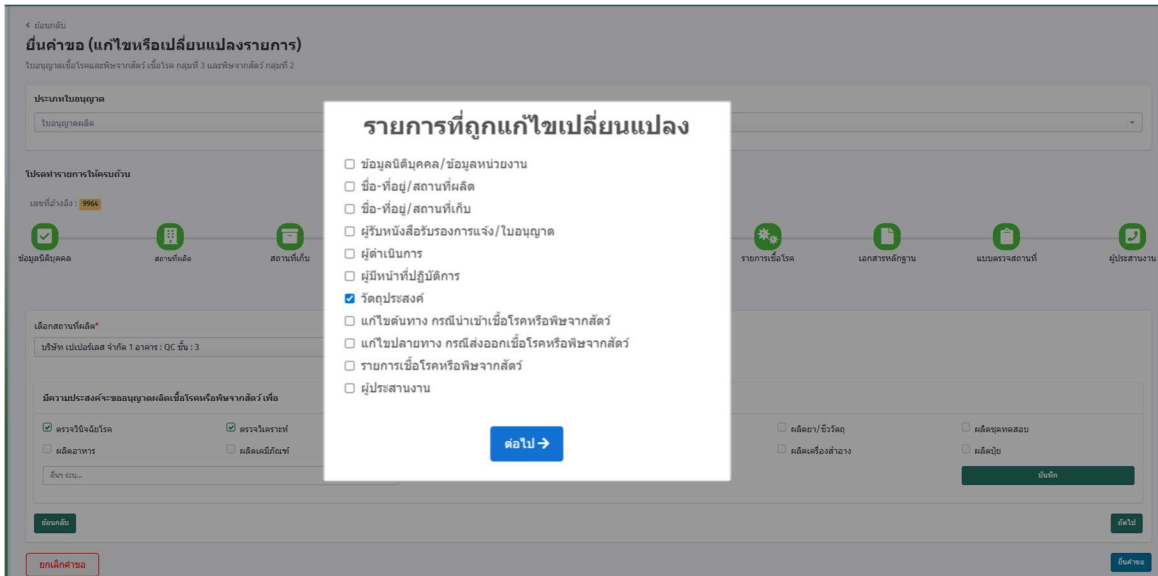 ย้อนกลับ
ยื่นคำขอ (แก้ไขหรือเปลี่ยนแปลงรายการ)
ใบอนุญาตเชื้อโรคและพิษจากสัตว์ เชื้อโรค กลุ่มที่ 3 และพิษจากสัตว์ กลุ่มที่ 2
ประเภทใบอนุญาต
ใบอนุญาตผลิต
โปรดทำรายการให้ครบถ้วน
เลขที่อ้างอิง : 9964
ข้อมูลนิติบุคคล
สถานที่ผลิต
สถานที่เก็บ
รายการเชื้อโรค
เอกสารหลักฐาน
แบบตรวจสถานที่
ผู้ประสานงาน
รายการที่ถูกแก้ไขเปลี่ยนแปลง
ข้อมูลนิติบุคคล/ข้อมูลหน่วยงาน
ชื่อ-ที่อยู่/สถานที่ผลิต
ชื่อ-ที่อยู่/สถานที่เก็บ
ผู้รับหนังสือรับรองการแจ้ง/ใบอนุญาต
ผู้ดำเนินการ
ผู้มีหน้าที่ปฏิบัติการ
วัตถุประสงค์
แก้ไขต้นทาง กรณีนำเข้าเชื้อโรคหรือพิษจากสัตว์
แก้ไขปลายทาง กรณีส่งออกเชื้อโรคหรือพิษจากสัตว์
รายการเชื้อโรคหรือพิษจากสัตว์
ผู้ประสานงาน
ต่อไป
เลือกสถานที่ผลิต*
บริษัท เปเปอร์เลส จำกัด 1 อาคาร : QC ชั้น : 3
มีความประสงค์จะขออนุญาตผลิตเชื้อโรคหรือพิษจากสัตว์ เพื่อ
ตรวจวินิจฉัยโรค
ตรวจวิเคราะห์
ผลิตยา/ชีววัตถุ
ผลิตชุดทดสอบ
ผลิตอาหาร
ผลิตเคมีภัณฑ์
ผลิตเครื่องสำอาง
ผลิตปุ๋ย
อื่นๆ ระบุ...
บันทึก
ย้อนกลับ
ถัดไป
ยกเลิกคำขอ
ยื่นคำขอ